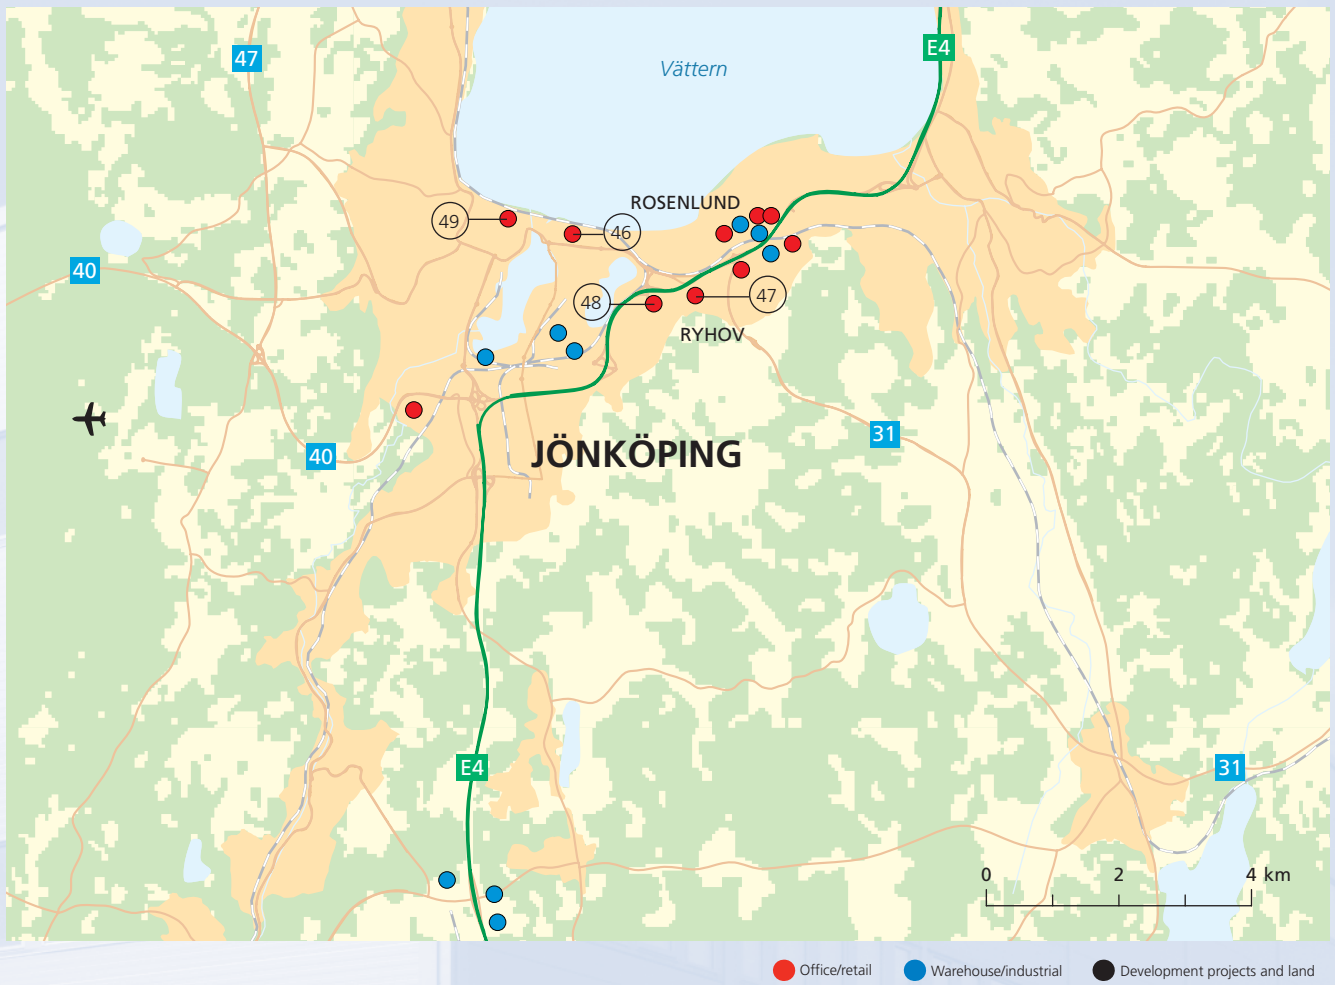 E4
47
Vättern
ROSENLUND
49
46
40
48
47
RYHOV
31
JÖNKÖPING
40
E4
31
0 2 4 km
Office/retail
Warehouse/industrial
Development projects and land